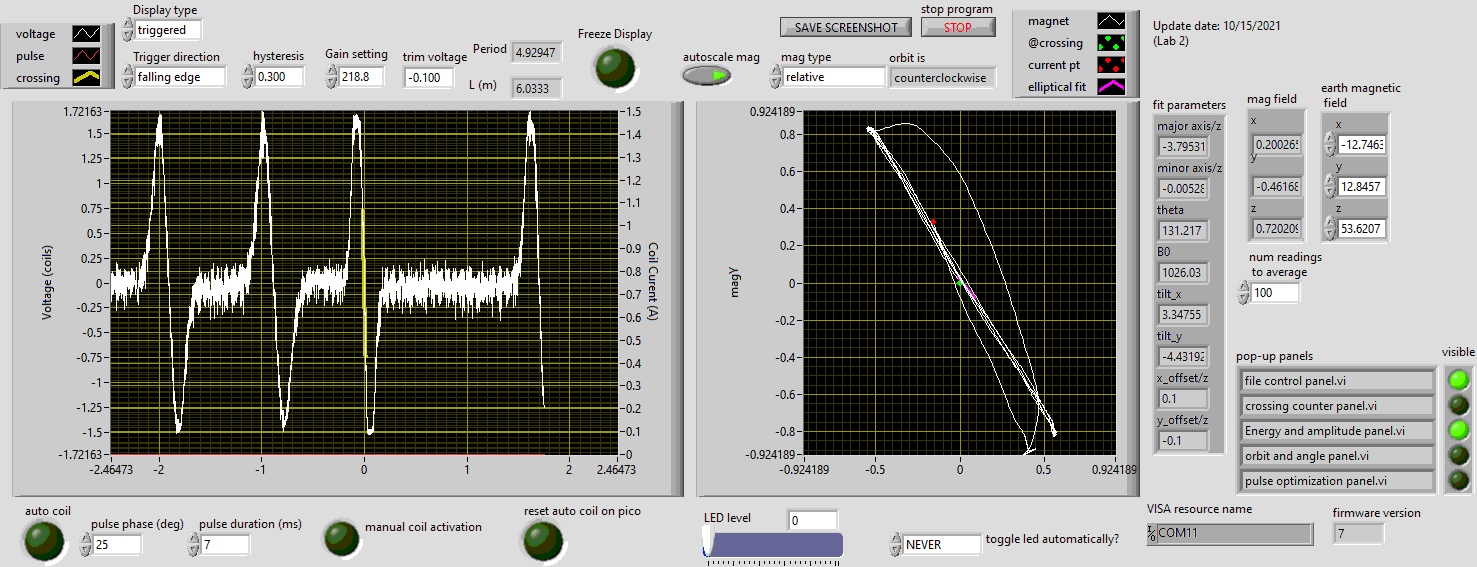 voltage
pulse
crossing
Display type
triggered
Trigger direction
falling edge
hysteresis
0.300
Gain setting
218.8
trim voltage
-0.100
Period
4.92947
L (m)
6.0333
Freeze Display
SAVE SCREENSHOT
stop program
STOP
autoscale mag
mag type
relative
orbit is
counterclockwise
magnet
@crossing
current pt
elliptical fit
Update date: 10/15/2021
(Lab 2)
Voltage (coils)
1.72163
1.5
1.25
1
0.75
0.5
0.25
0
-0.25
-0.5
-0.75
-1
-1.25
-1.5
-1.72163
-2.46473
-2
-1
0
1
2
2.46473
1.5
1.4
1.3
1.2
1.1
1
0.9
0.8
0.7
0.6
0.5
0.4
0.3
0.2
0.1
0
Coil Curent (A)
magY
0.924189
0.8
0.6
0.4
0.2
0
-0.2
-0.4
-0.6
-0.8
-0.924189
-0.924189
-0.5
0
0.5
0.924189
fit parameters
major axis/z
-3.79531
minor axis/z
-0.00528
theta
131.217
B0
1026.03
tilt_x
3.34755
tilt_y
-4.43192
x_offset/z
0.1
y_offset/z
-0.1
mag field
x
0.200265
y
-0.46168
z
0.720209
earth magnetic
field
x
-12.7463
y
12.8457
z
53.6207
num readings
to average
100
pop-up panels
visible
file control panel.vi
crossing counter panel.vi
Energy and amplitude panel.vi
orbit and angle panel.vi
pulse optimization panel.vi
auto coil
pulse phase (deg)
25
pulse duration (ms)
7
manual coil activation
reset auto coil on pico
LED level
0
NEVER
toggle led automatically?
VISA resource name
COM11
firmware version
7